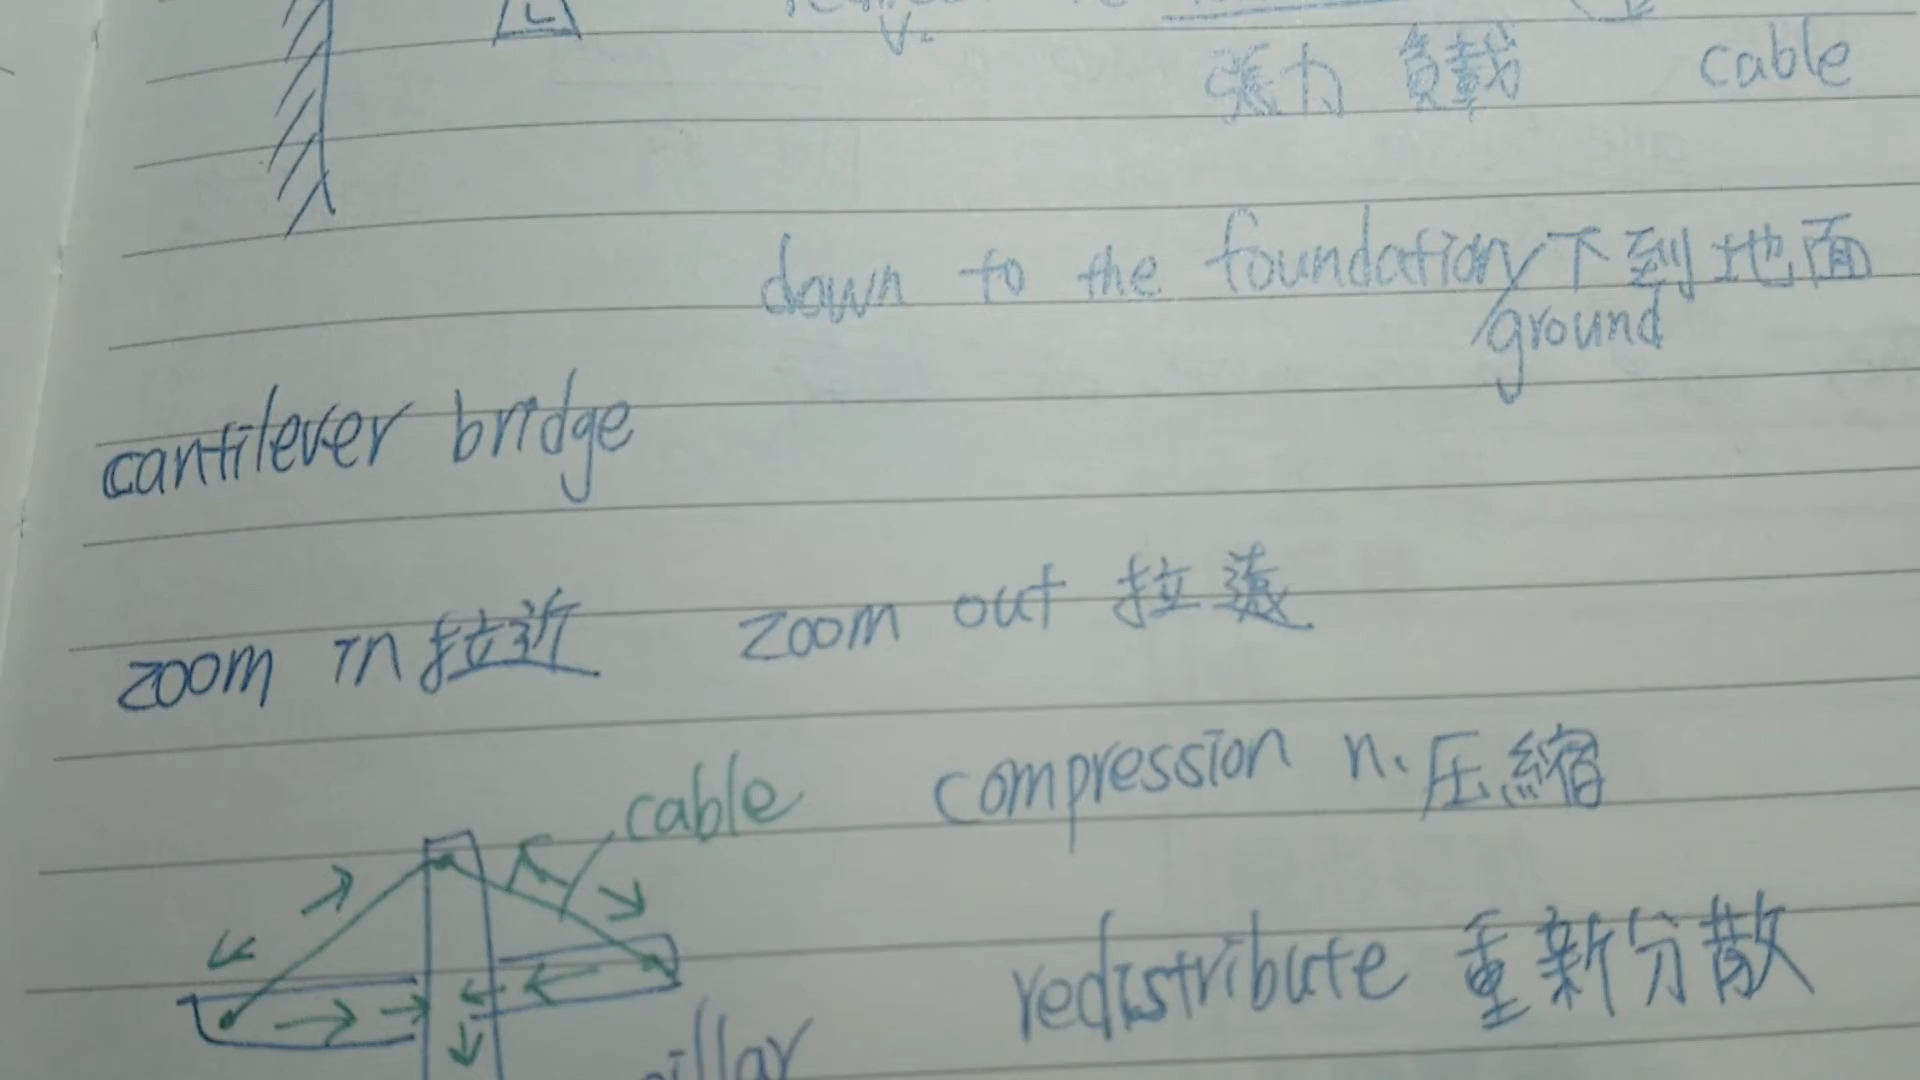 L
v.
張力 負載 cable
down to the foundation/下到地面
/ground
cantilever bridge
zoom in 拉近 zoom out 拉遠
cable compression n. 压縮
redistribute 重新分散